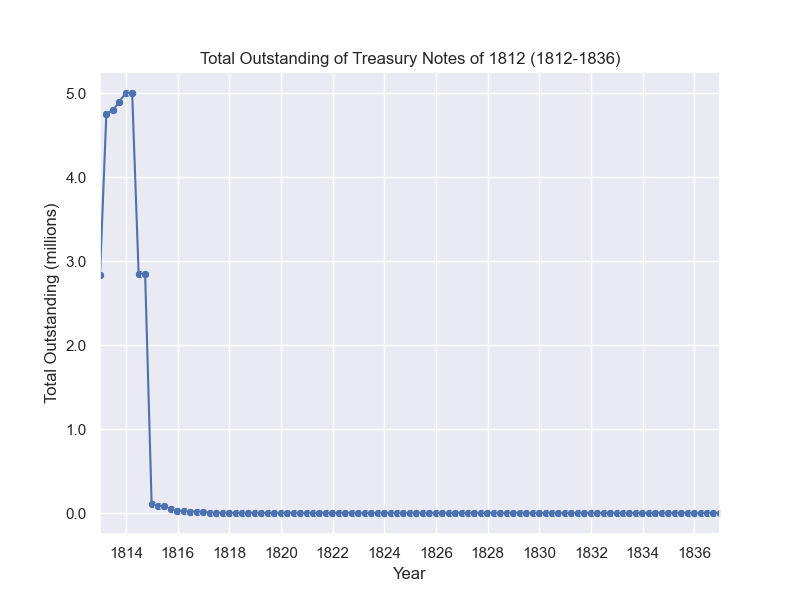 Total Outstanding of Treasury Notes of 1812 (1812-1836)
Total Outstanding (millions)
5.0
4.0
3.0
2.0
1.0
0.0
1814 1816 1818 1820 1822 1824 1826 1828 1830 1832 1834 1836
Year